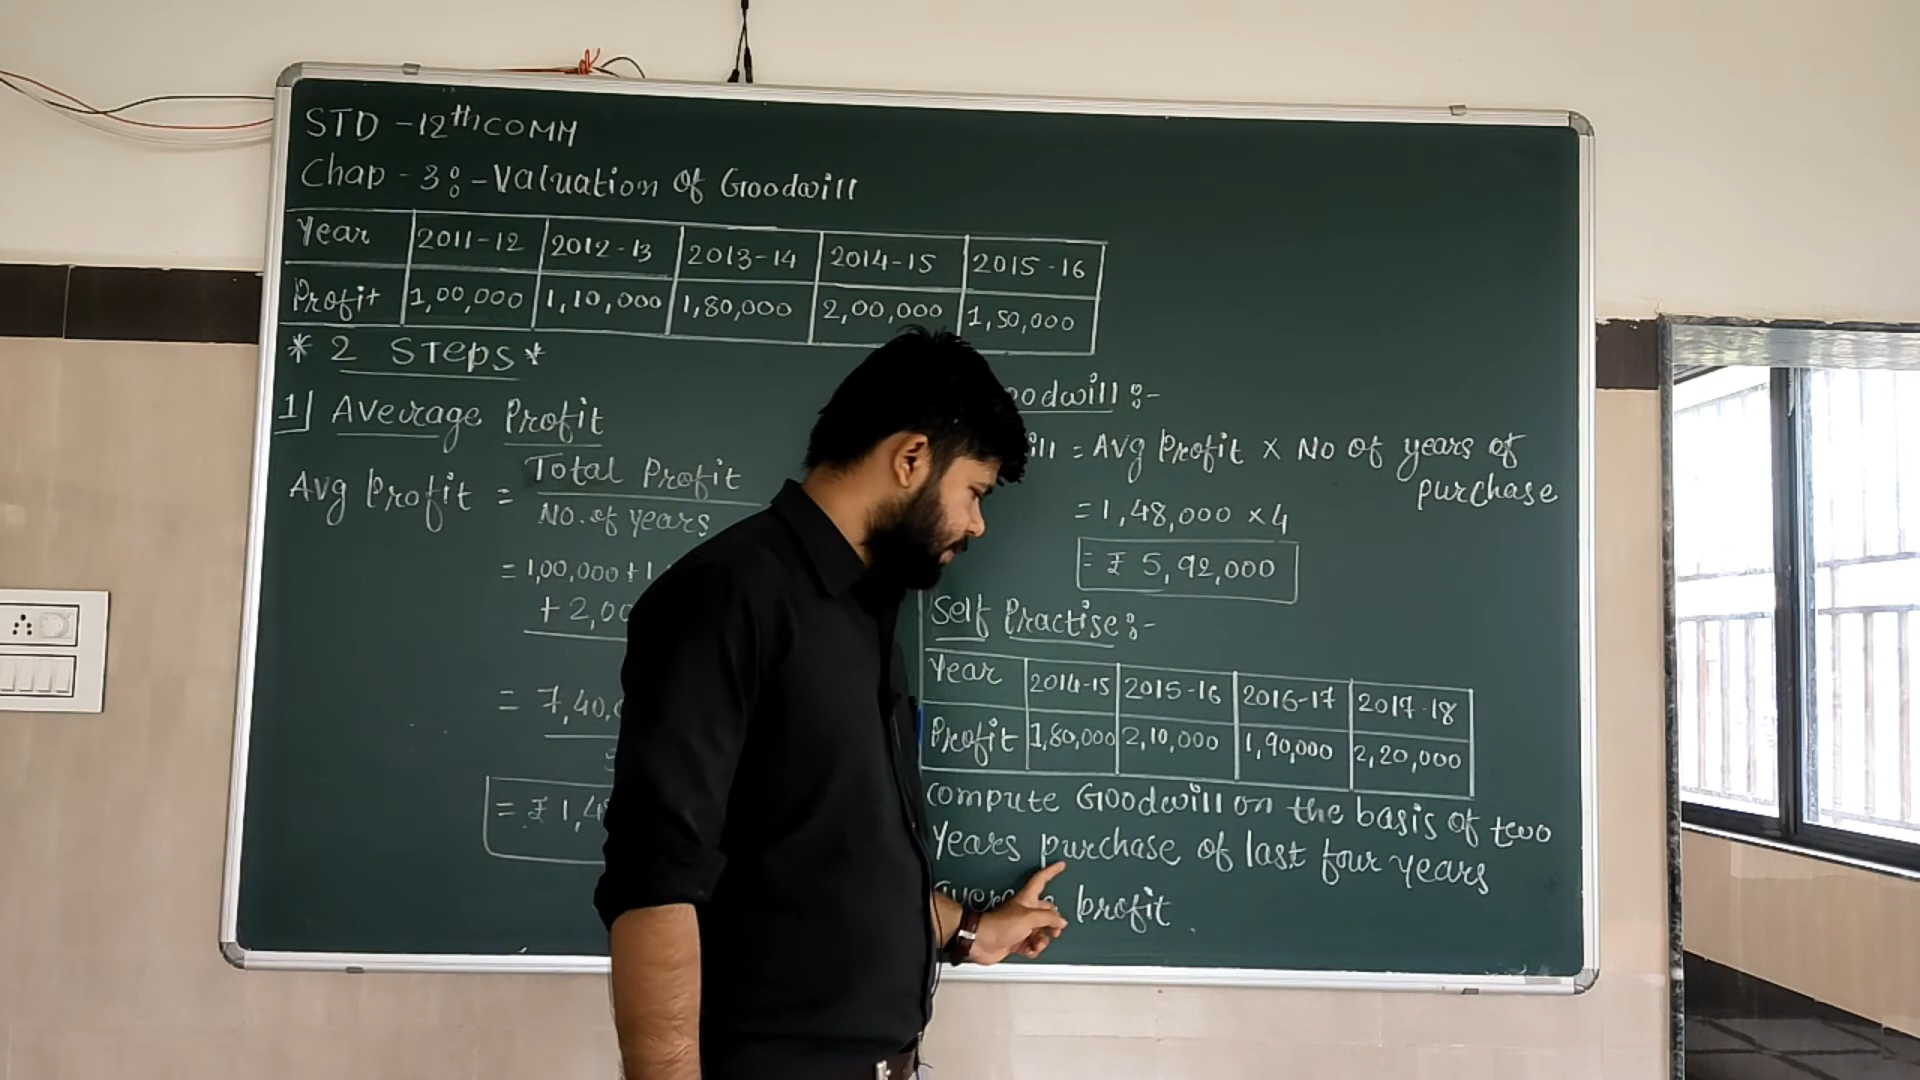 STD - 12th COMM
Chap - 3 :- Valuation of Goodwill
Year 2011-12 2012-13 2013-14 2014-15 2015-16
Profit 1,00,000 1,10,000 1,80,000 2,00,000 1,50,000
* 2 Steps *
1] Average Profit
Avg Profit = Total Profit
No. of years
= 1,00,000 + 1
+ 2,00
= 7,40,
= ₹ 1,48
oodwill :-
ill = Avg Profit x No of years of
purchase
= 1,48,000 x 4
= ₹ 5,92,000
Self Practise :-
Year 2014-15 2015-16 2016-17 2017-18
Profit 1,80,000 2,10,000 1,90,000 2,20,000
compute Goodwill on the basis of two
Years purchase of last four years
profit.